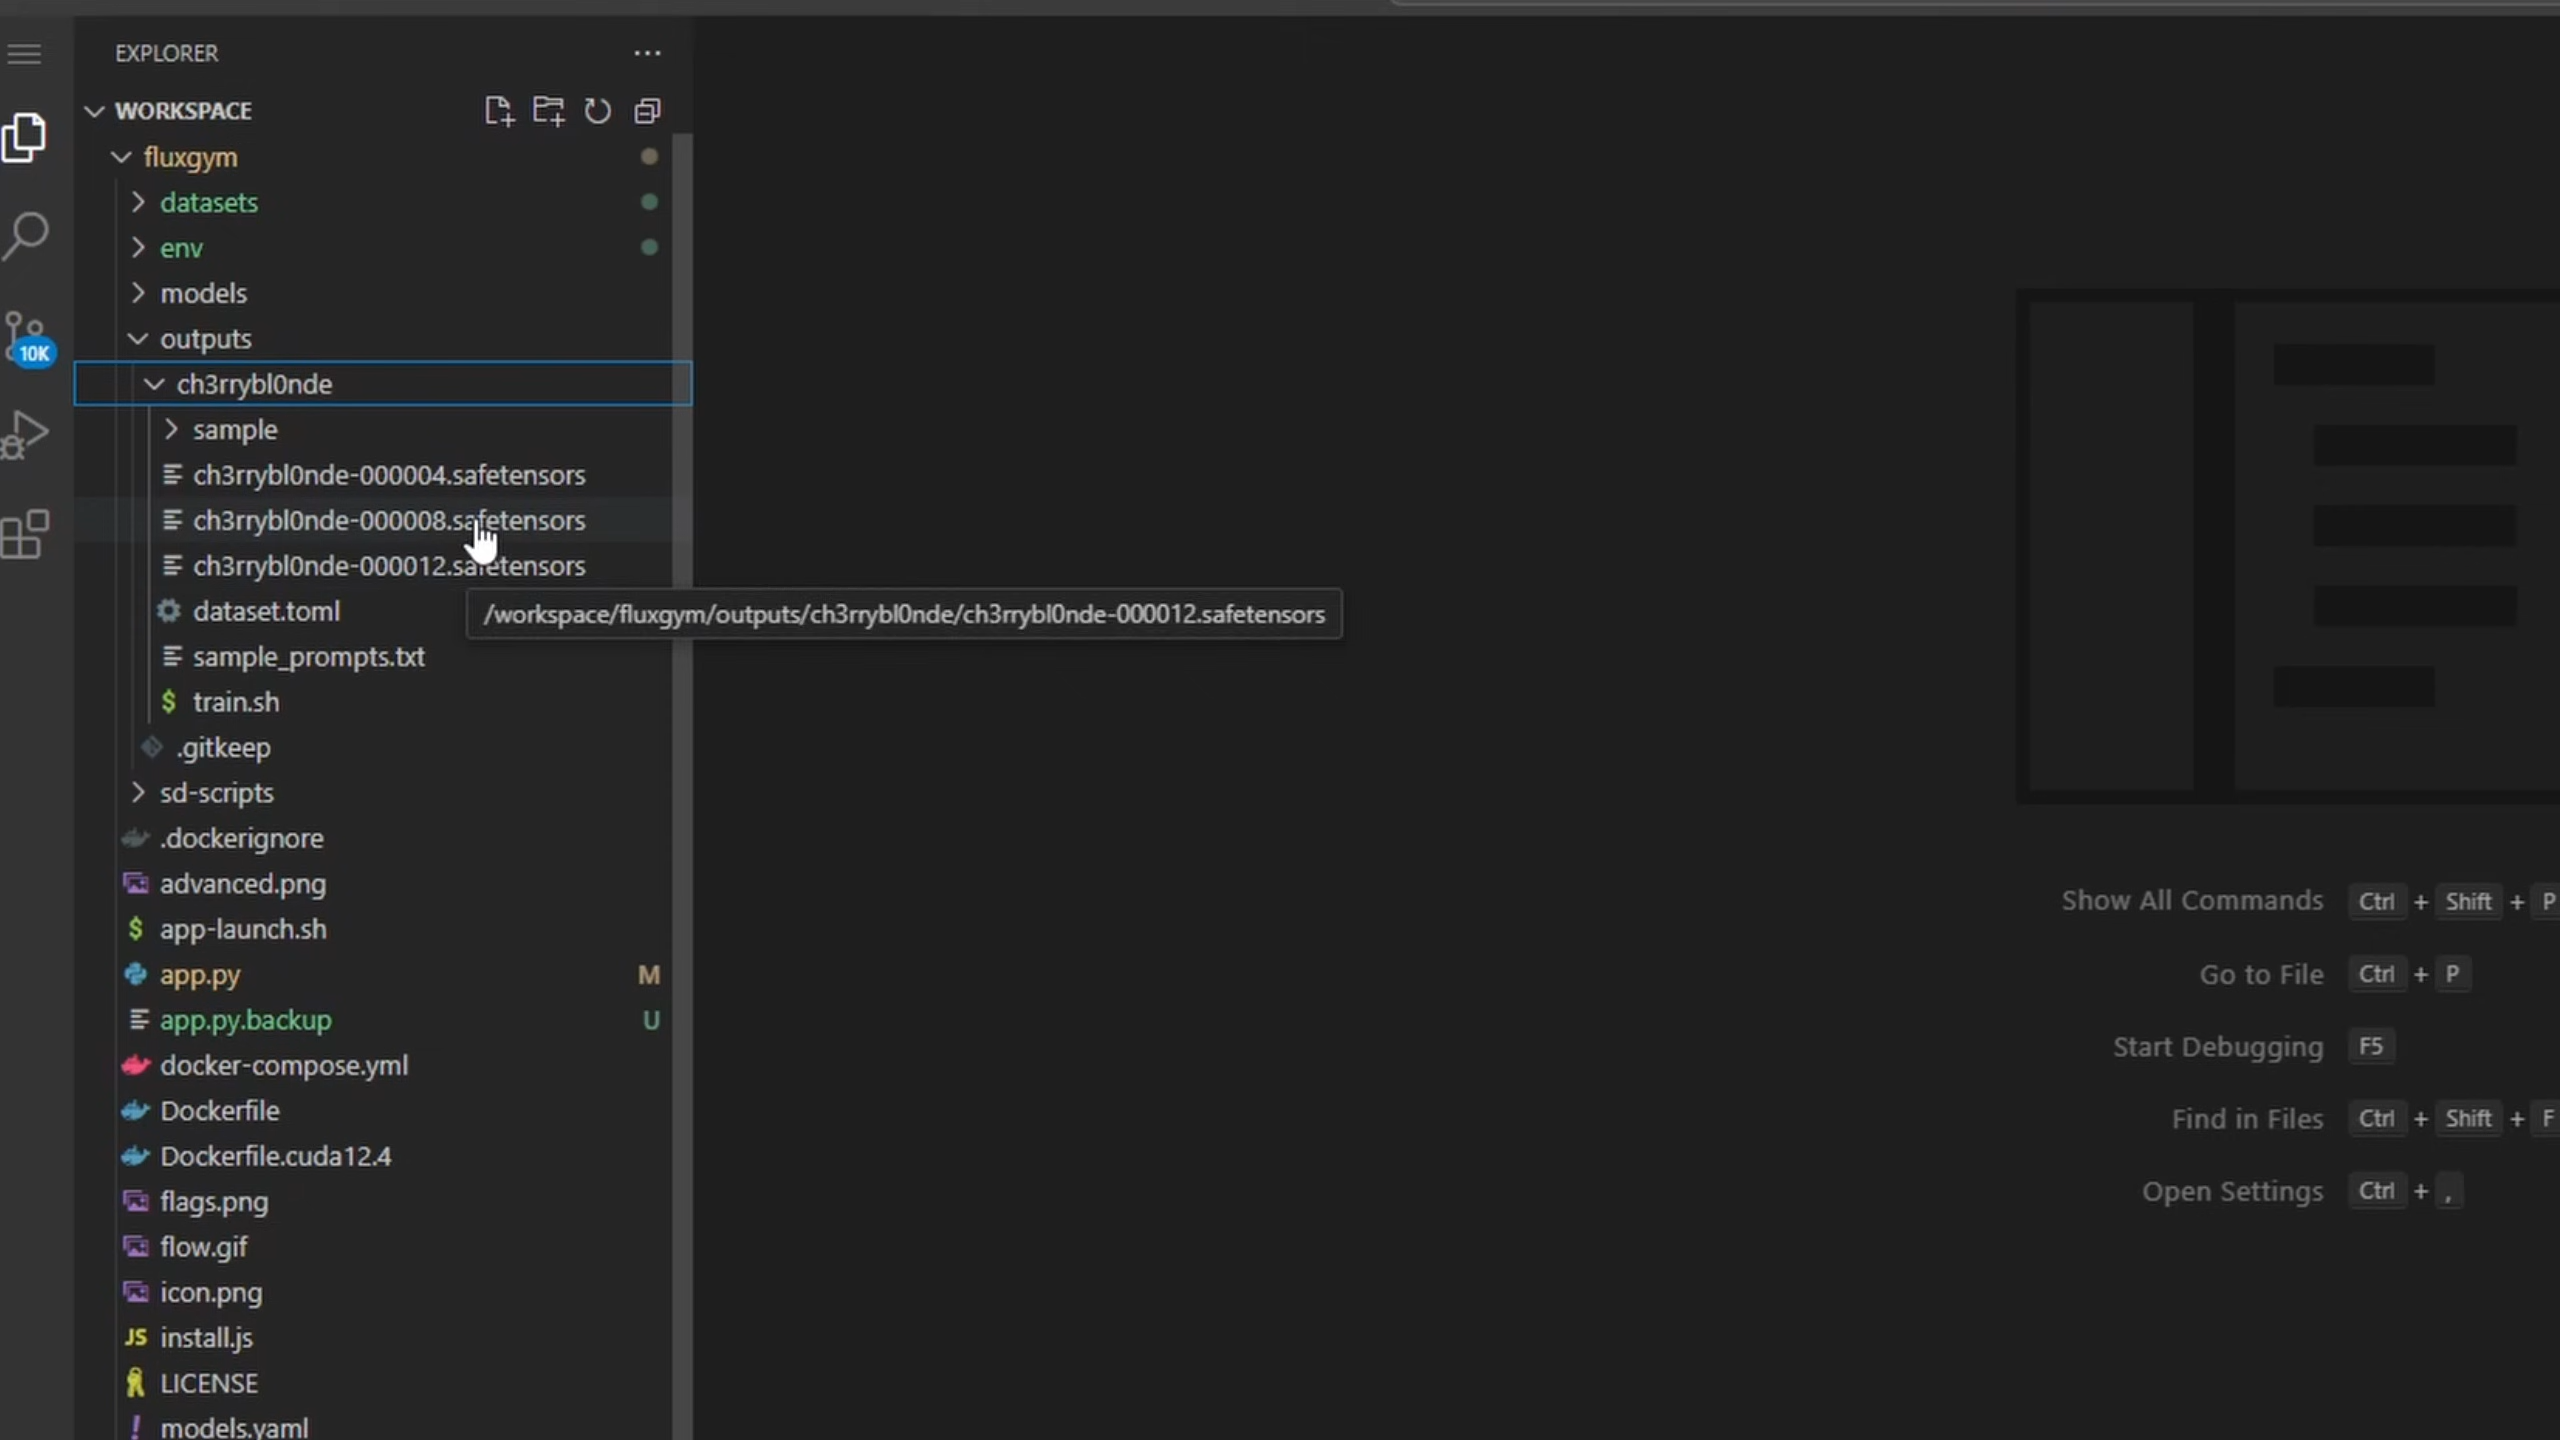 EXPLORER
WORKSPACE
fluxgym
datasets
env
models
outputs
10K
ch3rrybl0nde
sample
ch3rrybl0nde-000004.safetensors
ch3rrybl0nde-000008.safetensors
ch3rrybl0nde-000012.safetensors
dataset.toml
/workspace/fluxgym/outputs/ch3rrybl0nde/ch3rrybl0nde-000012.safetensors
sample_prompts.txt
$ train.sh
.gitkeep
sd-scripts
.dockerignore
advanced.png
$ app-launch.sh
app.py M
app.py.backup U
docker-compose.yml
Dockerfile
Dockerfile.cuda12.4
flags.png
flow.gif
icon.png
JS install.js
LICENSE
! models.yaml
Show All Commands Ctrl + Shift + P
Go to File Ctrl + P
Start Debugging F5
Find in Files Ctrl + Shift + F
Open Settings Ctrl + ,